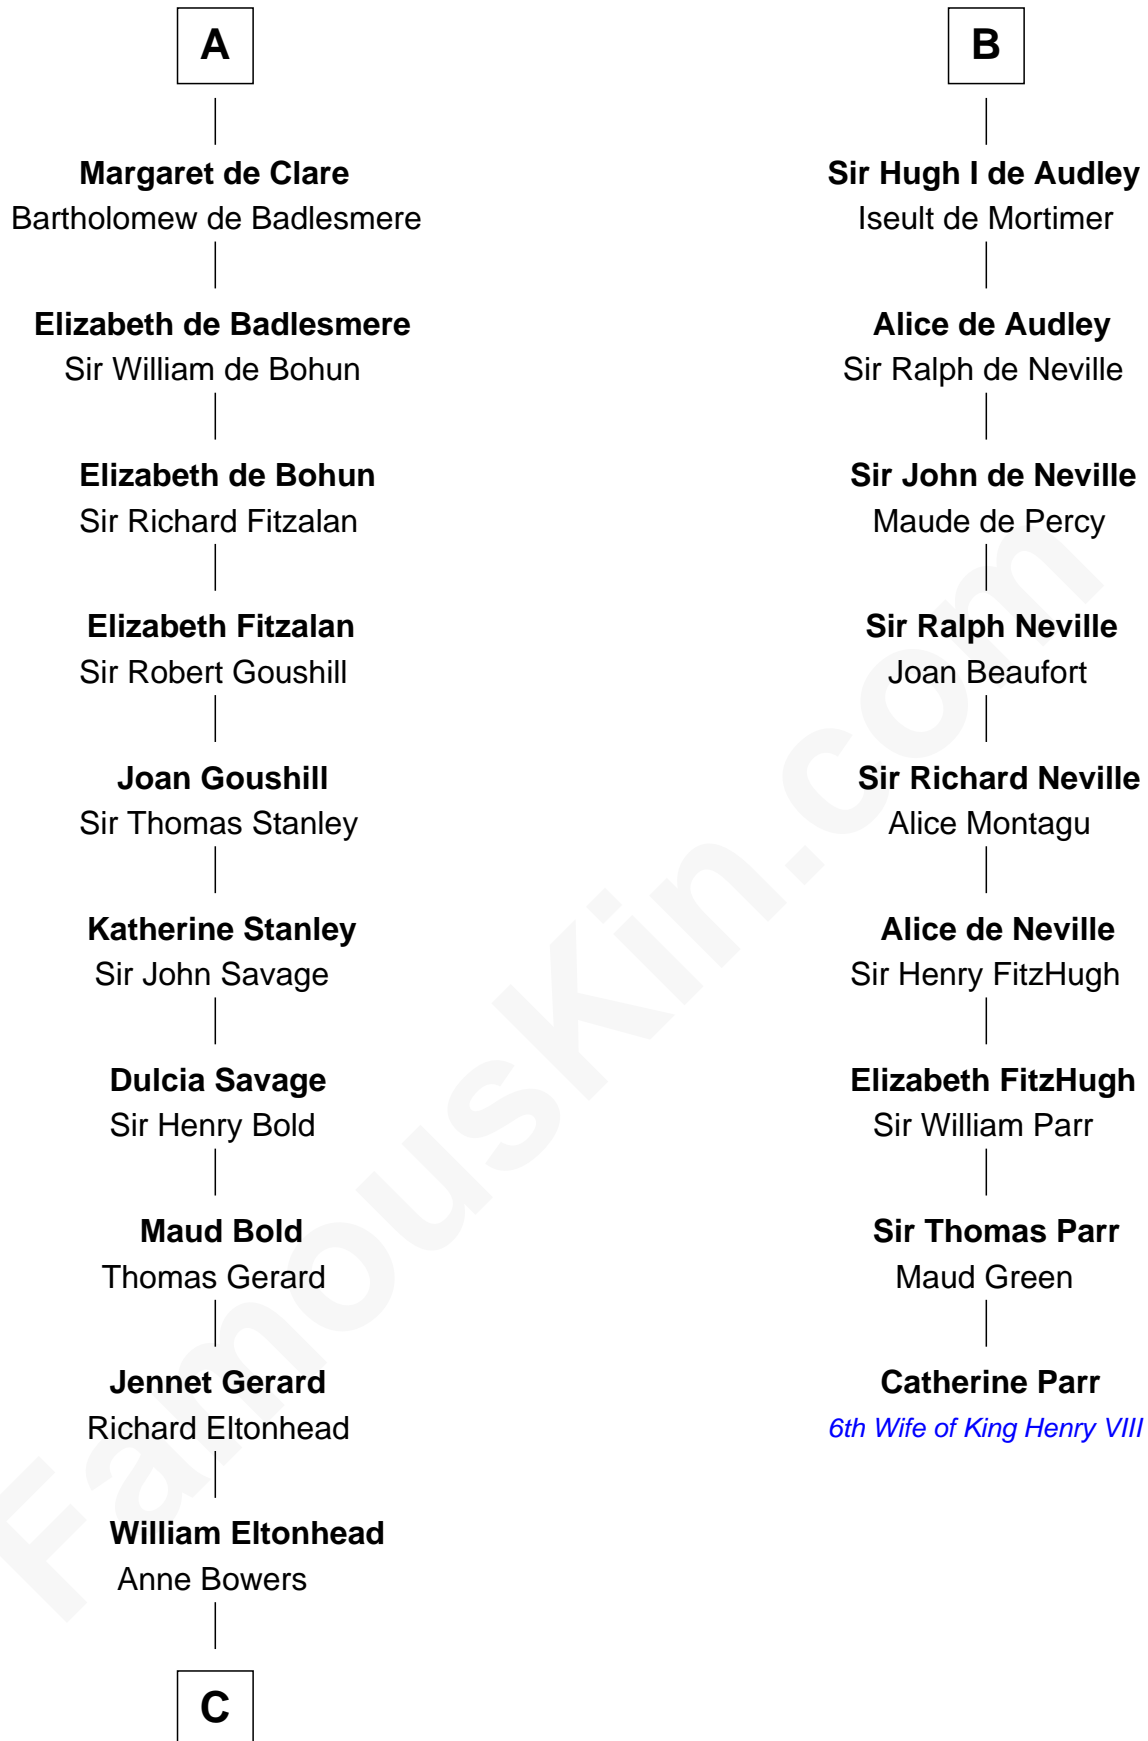 A
Margaret de Clare
Bartholomew de Badlesmere
Elizabeth de Badlesmere
Sir William de Bohun
Elizabeth de Bohun
Sir Richard Fitzalan
Elizabeth Fitzalan
Sir Robert Goushill
Joan Goushill
Sir Thomas Stanley
Katherine Stanley
Sir John Savage
Dulcia Savage
Sir Henry Bold
Maud Bold
Thomas Gerard
Jennet Gerard
Richard Eltonhead
William Eltonhead
Anne Bowers
C
B
Sir Hugh I de Audley
Iseult de Mortimer
Alice de Audley
Sir Ralph de Neville
Sir John de Neville
Maude de Percy
Sir Ralph Neville
Joan Beaufort
Sir Richard Neville
Alice Montagu
Alice de Neville
Sir Henry FitzHugh
Elizabeth FitzHugh
Sir William Parr
Sir Thomas Parr
Maud Green
Catherine Parr
6th Wife of King Henry VIII
FamousKin.com